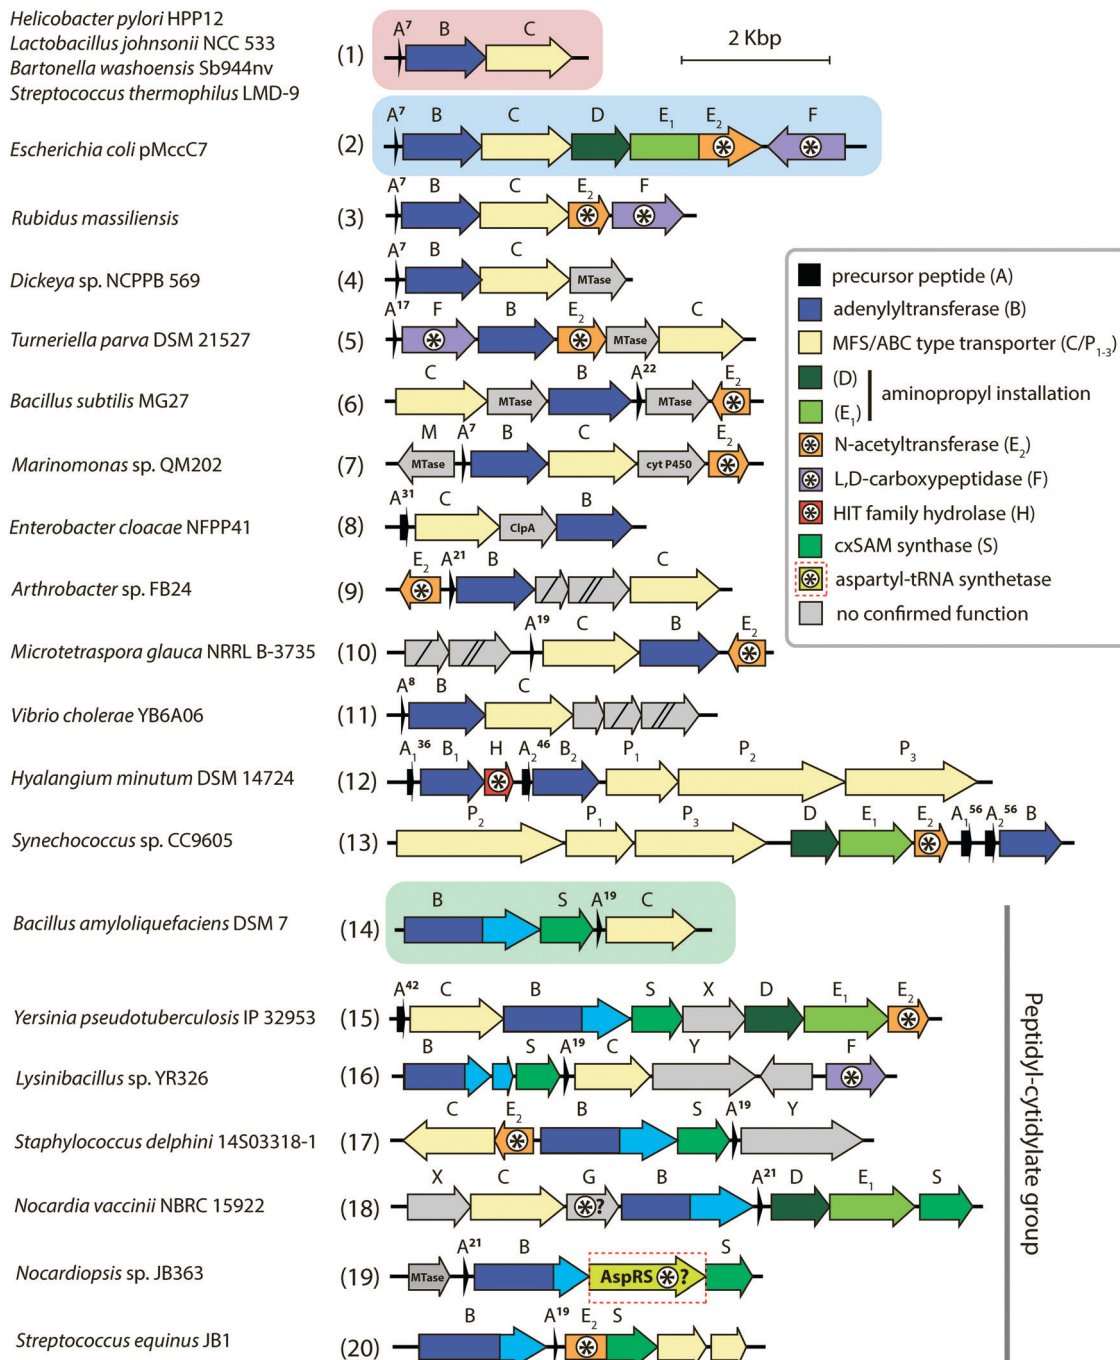 Helicobacter pylori HPP12
Lactobacillus johnsonii NCC 533
Bartonella washoensis Sb944nv
Streptococcus thermophilus LMD-9
(1)
A7 B C
2 Kbp
Escherichia coli pMccC7
(2)
A7 B C D E1 E2 F
Rubidus massiliensis
(3)
A7 B C E2 F
Dickeya sp. NCPPB 569
(4)
A7 B C
MTase
Turneriella parva DSM 21527
(5)
A17 F B E2 C
MTase
Bacillus subtilis MG27
(6)
C B A22 E2
MTase MTase
Marinomonas sp. QM202
(7)
M A7 B C E2
MTase cyt P450
Enterobacter cloacae NFPP41
(8)
A31 C B
ClpA
Arthrobacter sp. FB24
(9)
E2 A21 B C
Microtetraspora glauca NRRL B-3735
(10)
A19 C B E2
Vibrio cholerae YB6A06
(11)
A8 B C
Hyalangium minutum DSM 14724
(12)
A1 36 B1 H A2 46 B2 P1 P2 P3
Synechococcus sp. CC9605
(13)
P2 P1 P3 D E1 E2 A1 56 A2 56 B
precursor peptide (A)
adenylyltransferase (B)
MFS/ABC type transporter (C/P1-3)
(D)
aminopropyl installation
(E1)
N-acetyltransferase (E2)
L,D-carboxypeptidase (F)
HIT family hydrolase (H)
cxSAM synthase (S)
aspartyl-tRNA synthetase
no confirmed function
Bacillus amyloliquefaciens DSM 7
(14)
B S A19 C
Yersinia pseudotuberculosis IP 32953
(15)
A42 C B S X D E1 E2
Lysinibacillus sp. YR326
(16)
B S A19 C Y F
Staphylococcus delphini 14S03318-1
(17)
C E2 B S A19 Y
Nocardia vaccinii NBRC 15922
(18)
X C G B A21 D E1 S
?
Nocardiopsis sp. JB363
(19)
A21 B S
MTase AspRS ?
Streptococcus equinus JB1
(20)
B A19 E2 S
Peptidyl-cytidylate group